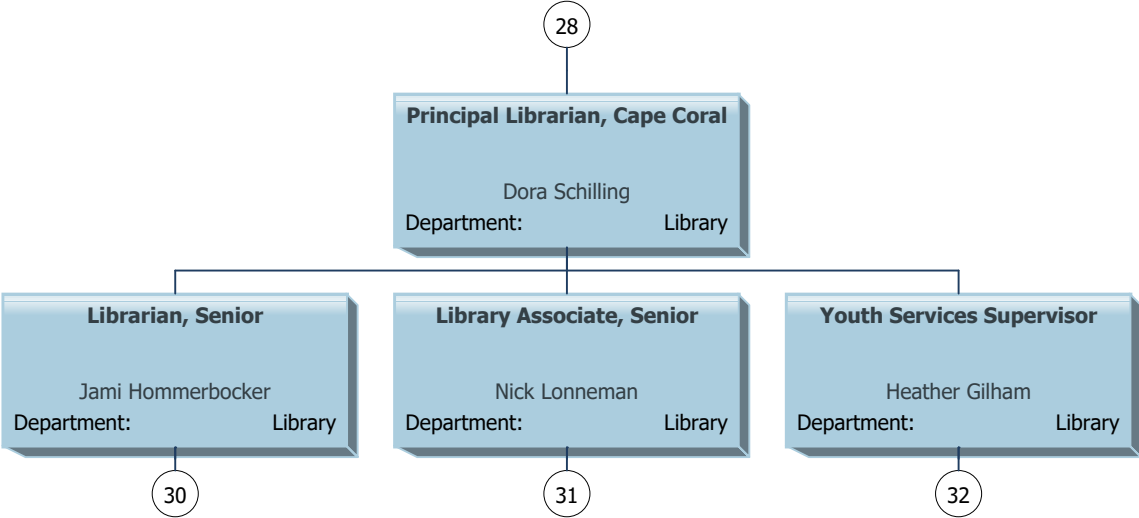 28
Principal Librarian, Cape Coral
Dora Schilling
Department: Library
Librarian, Senior
Jami Hommerbocker
Department: Library
30
Library Associate, Senior
Nick Lonneman
Department: Library
31
Youth Services Supervisor
Heather Gilham
Department: Library
32